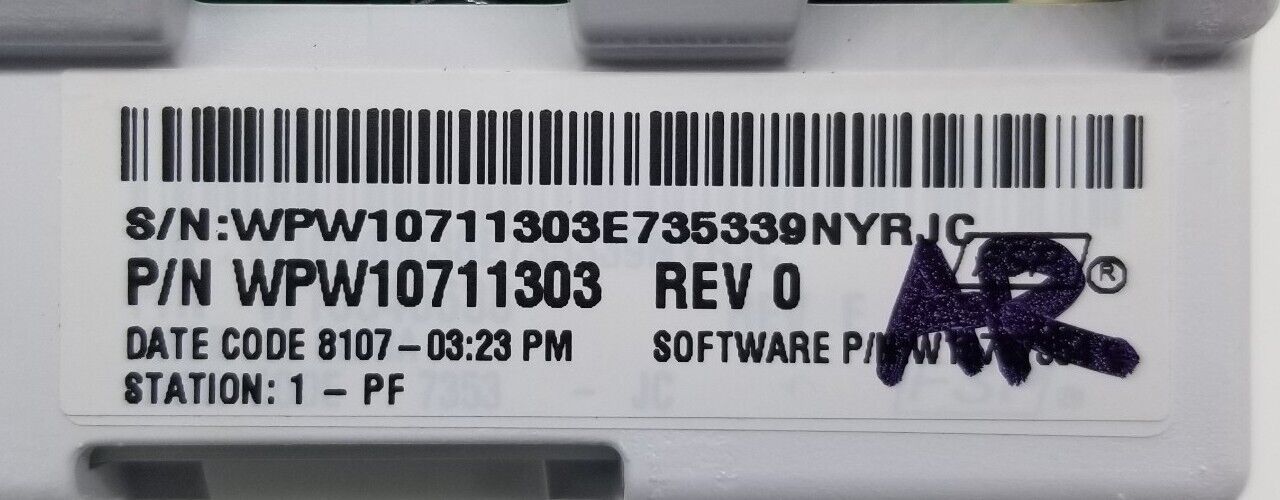 S/N:WPW10711303E735339NYRJC
P/N WPW10711303 REV 0
AR
®
DATE CODE 8107-03:23 PM SOFTWARE P/N
STATION: 1 - PF